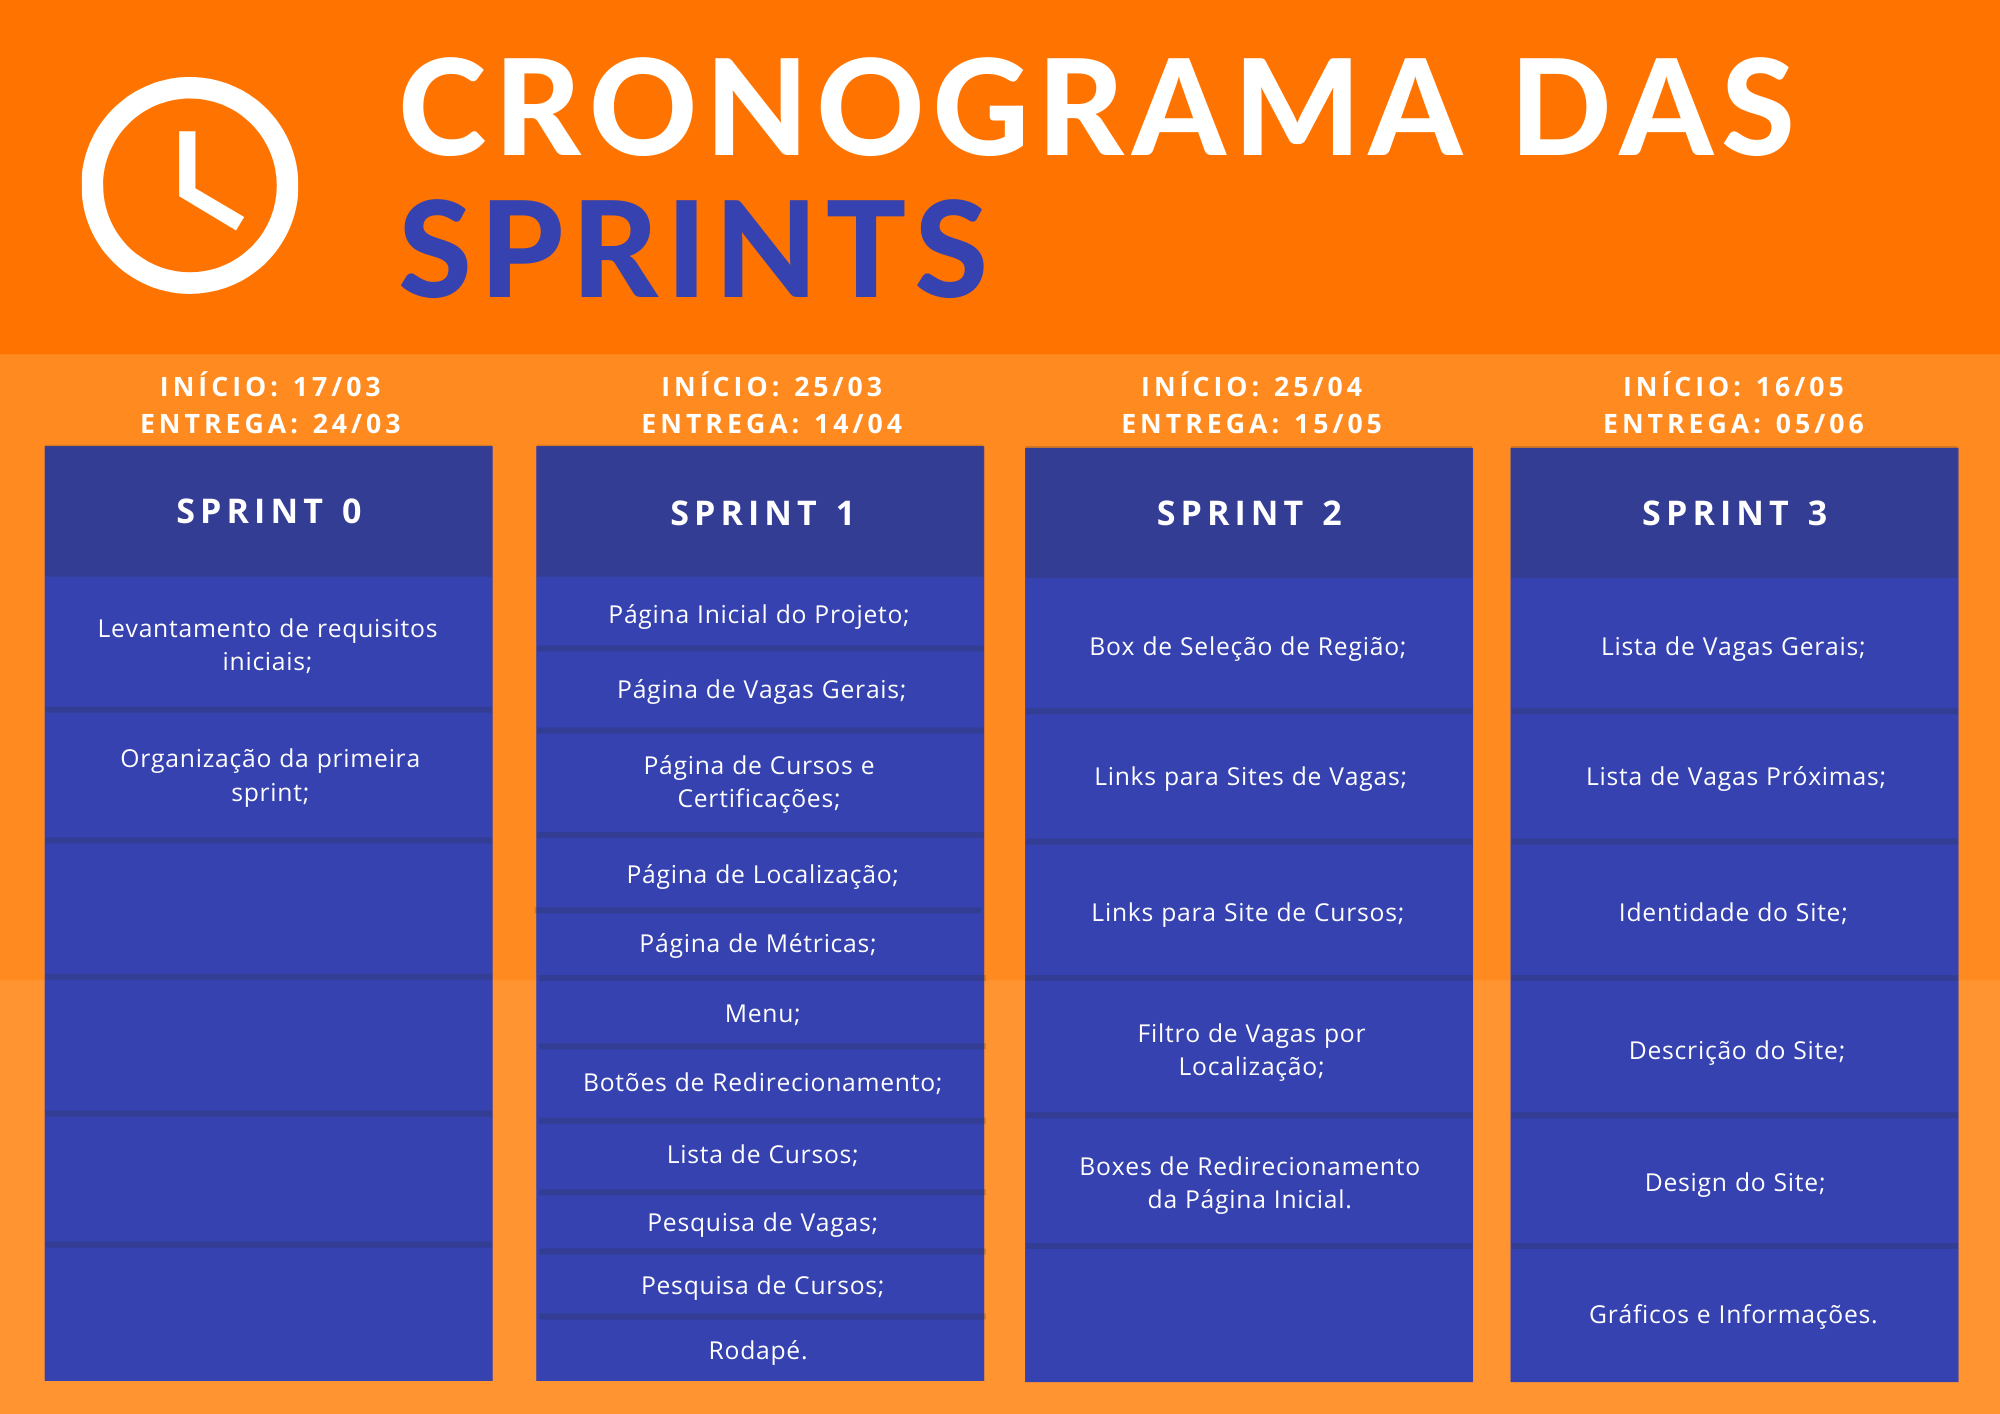 CRONOGRAMA DAS
SPRINTS
INÍCIO: 17/03
ENTREGA: 24/03
SPRINT 0
Levantamento de requisitos
iniciais;
Organização da primeira
sprint;
INÍCIO: 25/03
ENTREGA: 14/04
SPRINT 1
Página Inicial do Projeto;
Página de Vagas Gerais;
Página de Cursos e
Certificações;
Página de Localização;
Página de Métricas;
Menu;
Botões de Redirecionamento;
Lista de Cursos;
Pesquisa de Vagas;
Pesquisa de Cursos;
Rodapé.
INÍCIO: 25/04
ENTREGA: 15/05
SPRINT 2
Box de Seleção de Região;
Links para Sites de Vagas;
Links para Site de Cursos;
Filtro de Vagas por
Localização;
Boxes de Redirecionamento
da Página Inicial.
INÍCIO: 16/05
ENTREGA: 05/06
SPRINT 3
Lista de Vagas Gerais;
Lista de Vagas Próximas;
Identidade do Site;
Descrição do Site;
Design do Site;
Gráficos e Informações.